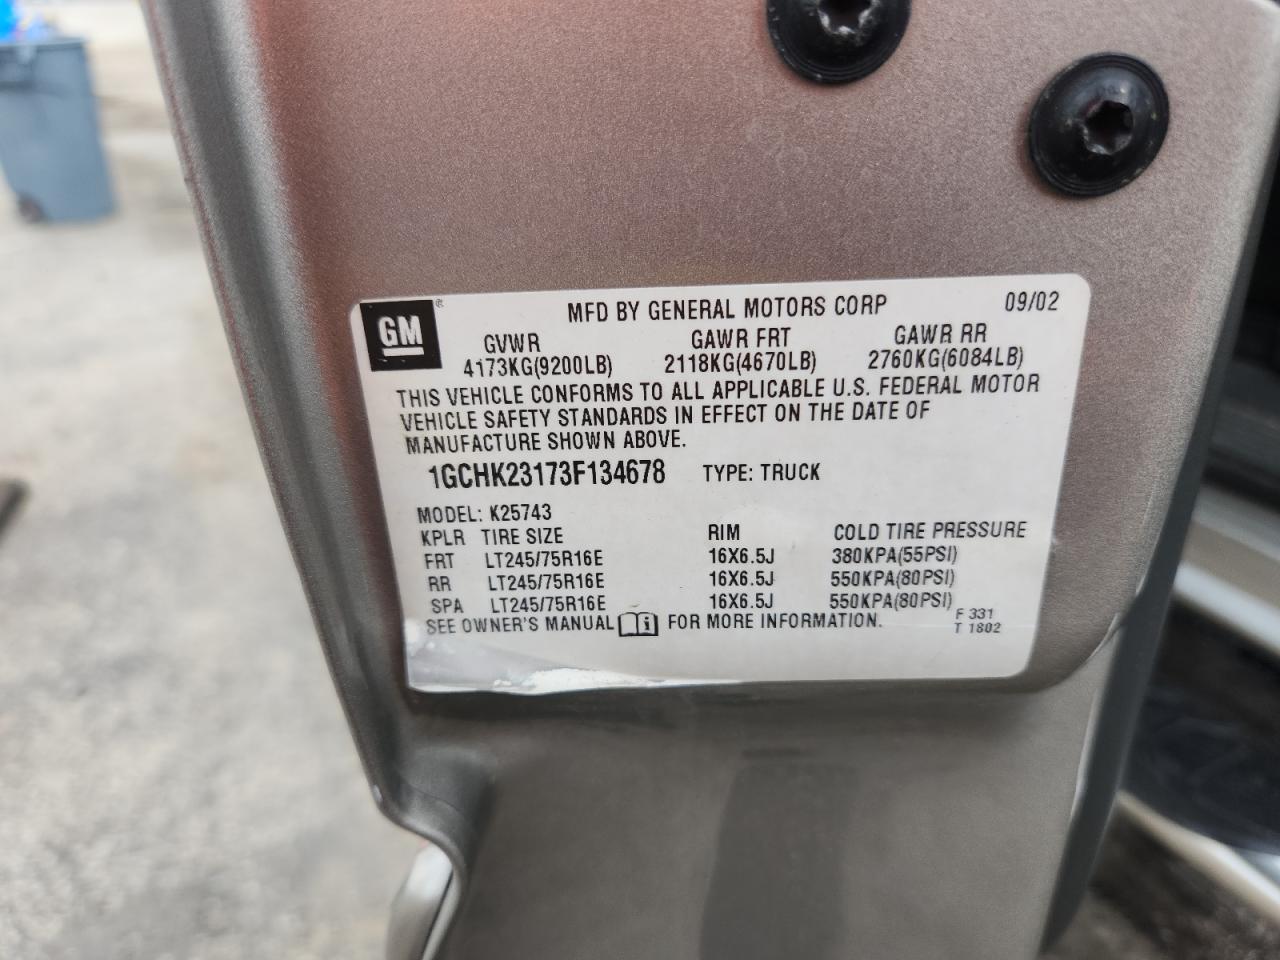 GM®
MFD BY GENERAL MOTORS CORP 09/02
GVWR GAWR FRT GAWR RR
4173KG(9200LB) 2118KG(4670LB) 2760KG(6084LB)
THIS VEHICLE CONFORMS TO ALL APPLICABLE U.S. FEDERAL MOTOR
VEHICLE SAFETY STANDARDS IN EFFECT ON THE DATE OF
MANUFACTURE SHOWN ABOVE.
1GCHK23173F134678 TYPE: TRUCK
MODEL: K25743
KPLR TIRE SIZE RIM COLD TIRE PRESSURE
FRT LT245/75R16E 16X6.5J 380KPA(55PSI)
RR LT245/75R16E 16X6.5J 550KPA(80PSI)
SPA LT245/75R16E 16X6.5J 550KPA(80PSI)
SEE OWNER'S MANUAL i FOR MORE INFORMATION.
F 331
T 1802